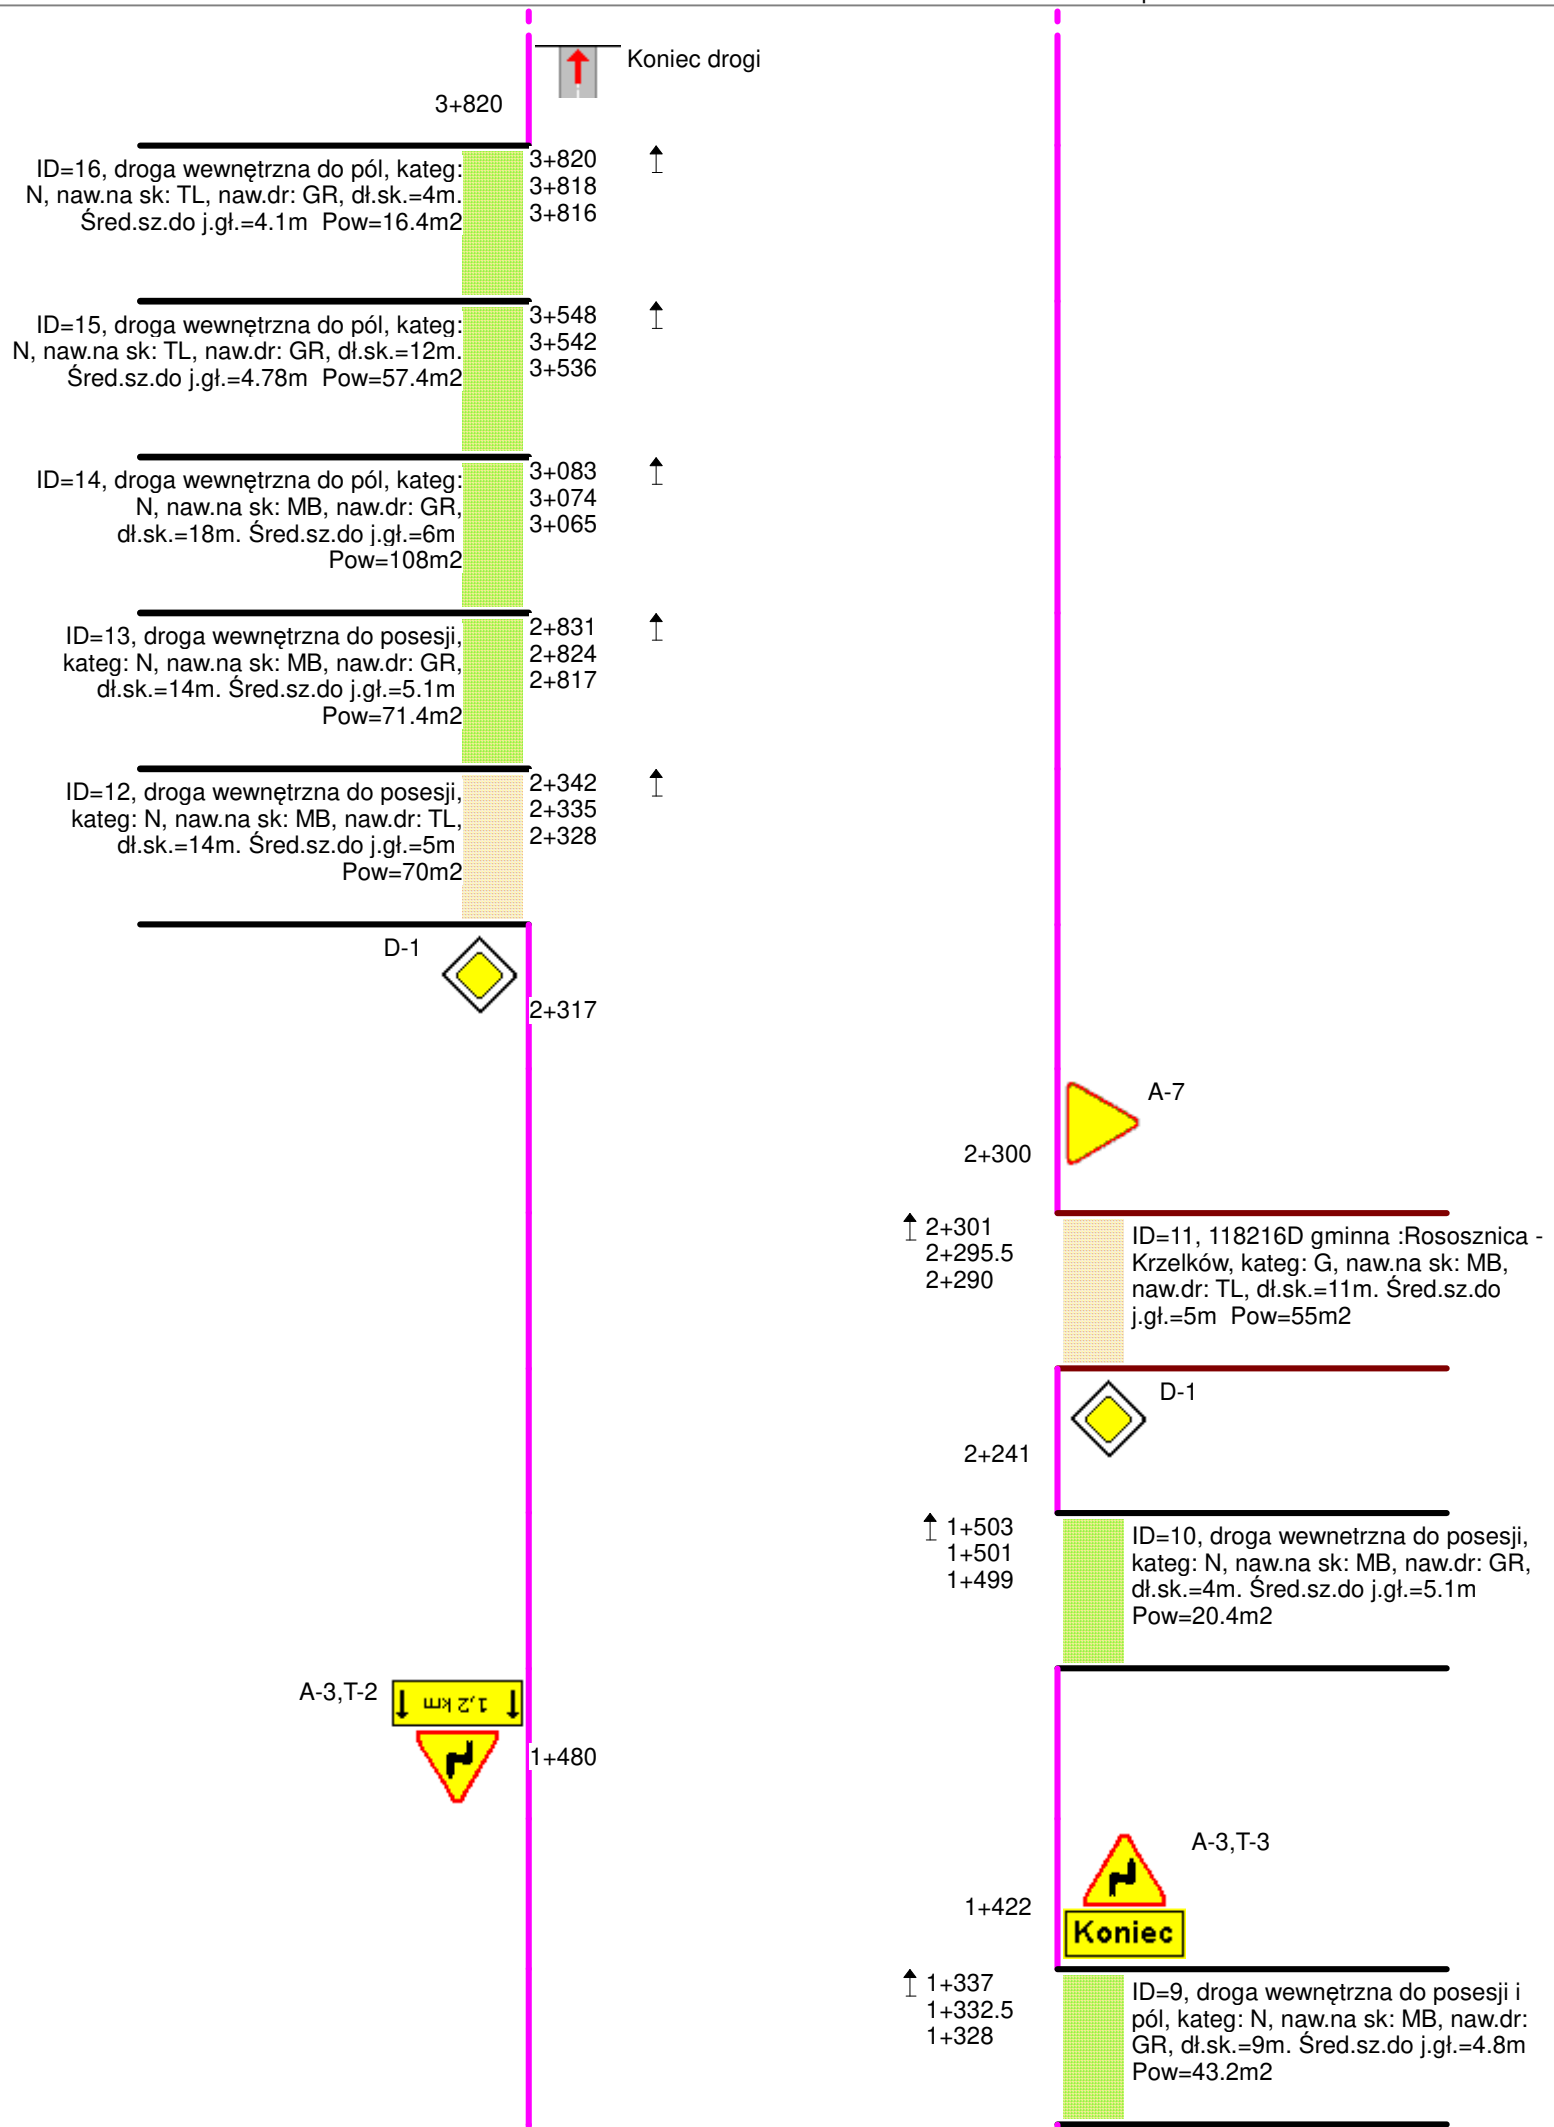 Koniec drogi
3+820
ID=16, droga wewnętrzna do pól, kateg:
N, naw.na sk: TL, naw.dr: GR, dł.sk.=4m.
Śred.sz.do j.gł.=4.1m  Pow=16.4m2
3+820
3+818
3+816
ID=15, droga wewnętrzna do pól, kateg:
N, naw.na sk: TL, naw.dr: GR, dł.sk.=12m.
Śred.sz.do j.gł.=4.78m  Pow=57.4m2
3+548
3+542
3+536
ID=14, droga wewnętrzna do pól, kateg:
N, naw.na sk: MB, naw.dr: GR,
dł.sk.=18m. Śred.sz.do j.gł.=6m
Pow=108m2
3+083
3+074
3+065
ID=13, droga wewnętrzna do posesji,
kateg: N, naw.na sk: MB, naw.dr: GR,
dł.sk.=14m. Śred.sz.do j.gł.=5.1m
Pow=71.4m2
2+831
2+824
2+817
ID=12, droga wewnętrzna do posesji,
kateg: N, naw.na sk: MB, naw.dr: TL,
dł.sk.=14m. Śred.sz.do j.gł.=5m
Pow=70m2
2+342
2+335
2+328
D-1
2+317
A-7
2+300
2+301
2+295.5
2+290
ID=11, 118216D gminna :Rososznica -
Krzelków, kateg: G, naw.na sk: MB,
naw.dr: TL, dł.sk.=11m. Śred.sz.do
j.gł.=5m  Pow=55m2
D-1
2+241
1+503
1+501
1+499
ID=10, droga wewnetrzna do posesji,
kateg: N, naw.na sk: MB, naw.dr: GR,
dł.sk.=4m. Śred.sz.do j.gł.=5.1m
Pow=20.4m2
A-3,T-2
1,2 km
1+480
A-3,T-3
1+422
Koniec
1+337
1+332.5
1+328
ID=9, droga wewnętrzna do posesji i
pól, kateg: N, naw.na sk: MB, naw.dr:
GR, dł.sk.=9m. Śred.sz.do j.gł.=4.8m
Pow=43.2m2